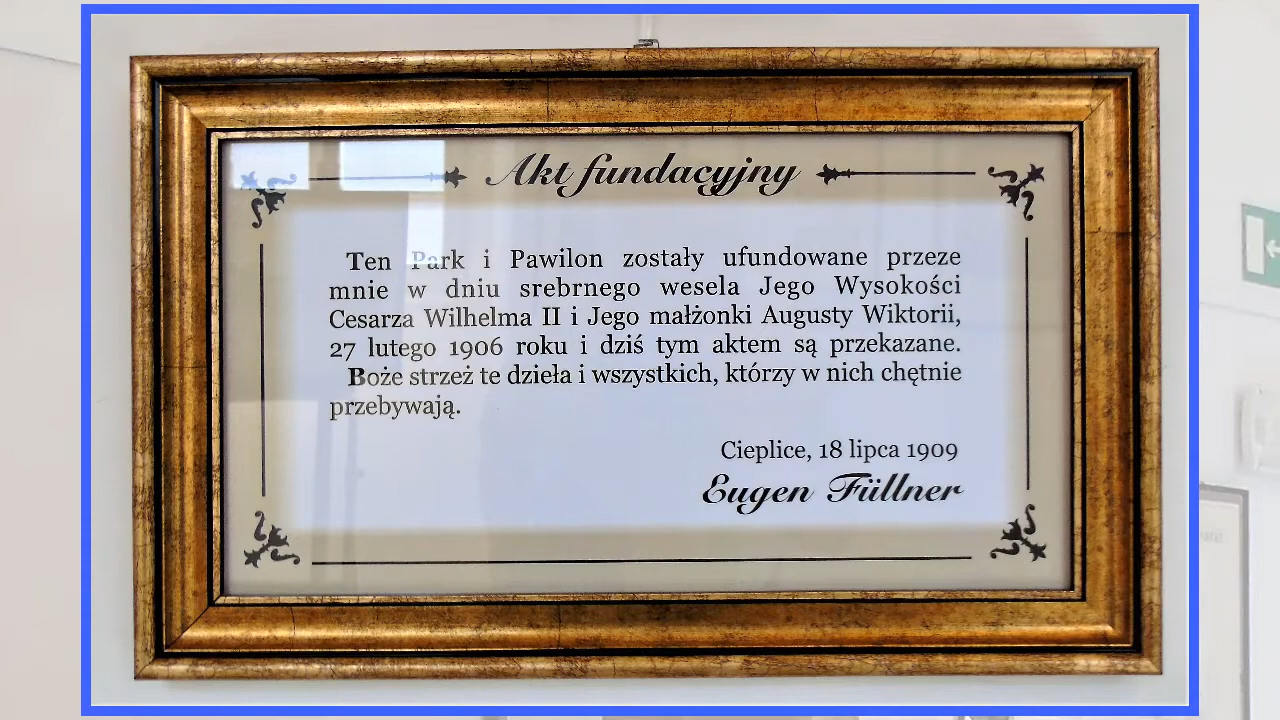 Akt fundacyjny
Ten Park i Pawilon zostały ufundowane przeze
mnie w dniu srebrnego wesela Jego Wysokości
Cesarza Wilhelma II i Jego małżonki Augusty Wiktorii,
27 lutego 1906 roku i dziś tym aktem są przekazane.
Boże strzeż te dzieła i wszystkich, którzy w nich chętnie
przebywają.
Cieplice, 18 lipca 1909
Eugen Füllner